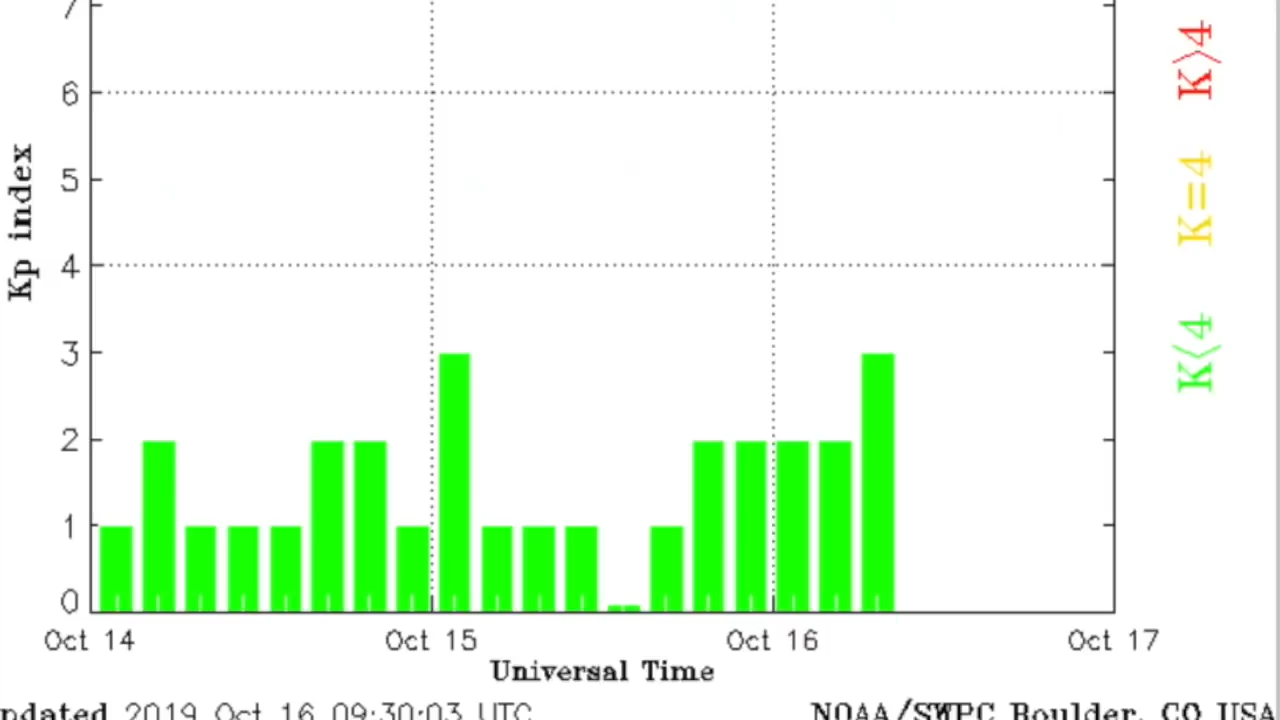 7
6
5
4
3
2
1
0
Kp index
K>4
K=4
K<4
Oct 14 Oct 15 Oct 16 Oct 17
Universal Time
pdated 2019 Oct 16 09:30:03 UTC NOAA/SWPC Boulder, CO USA